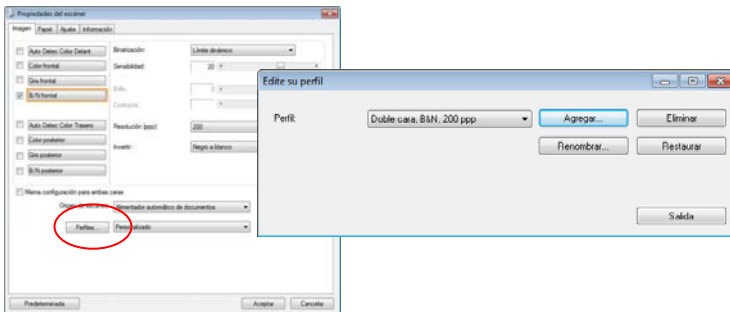 Propiedades del escáner
Imagen Papel Ajuste Información
Auto Detec Color Delant
Binarización: Límite dinámico
Color frontal
Sensibilidad: 20
Gris frontal
B/N frontal
Brillo:
Contraste:
Auto Detec Color Trasero
Resolución (ppp): 200
Color posterior
Invertir: Negro a blanco
Gris posterior
B/N posterior
Misma configuración para ambas caras
Origen de escaneo: Alimentador automático de documentos
Perfiles... Personalizado
Predeterminada Aceptar Cancelar
Edite su perfil
Perfil: Doble cara, B&N, 200 ppp Agregar... Eliminar
Renombrar... Restaurar
Salida